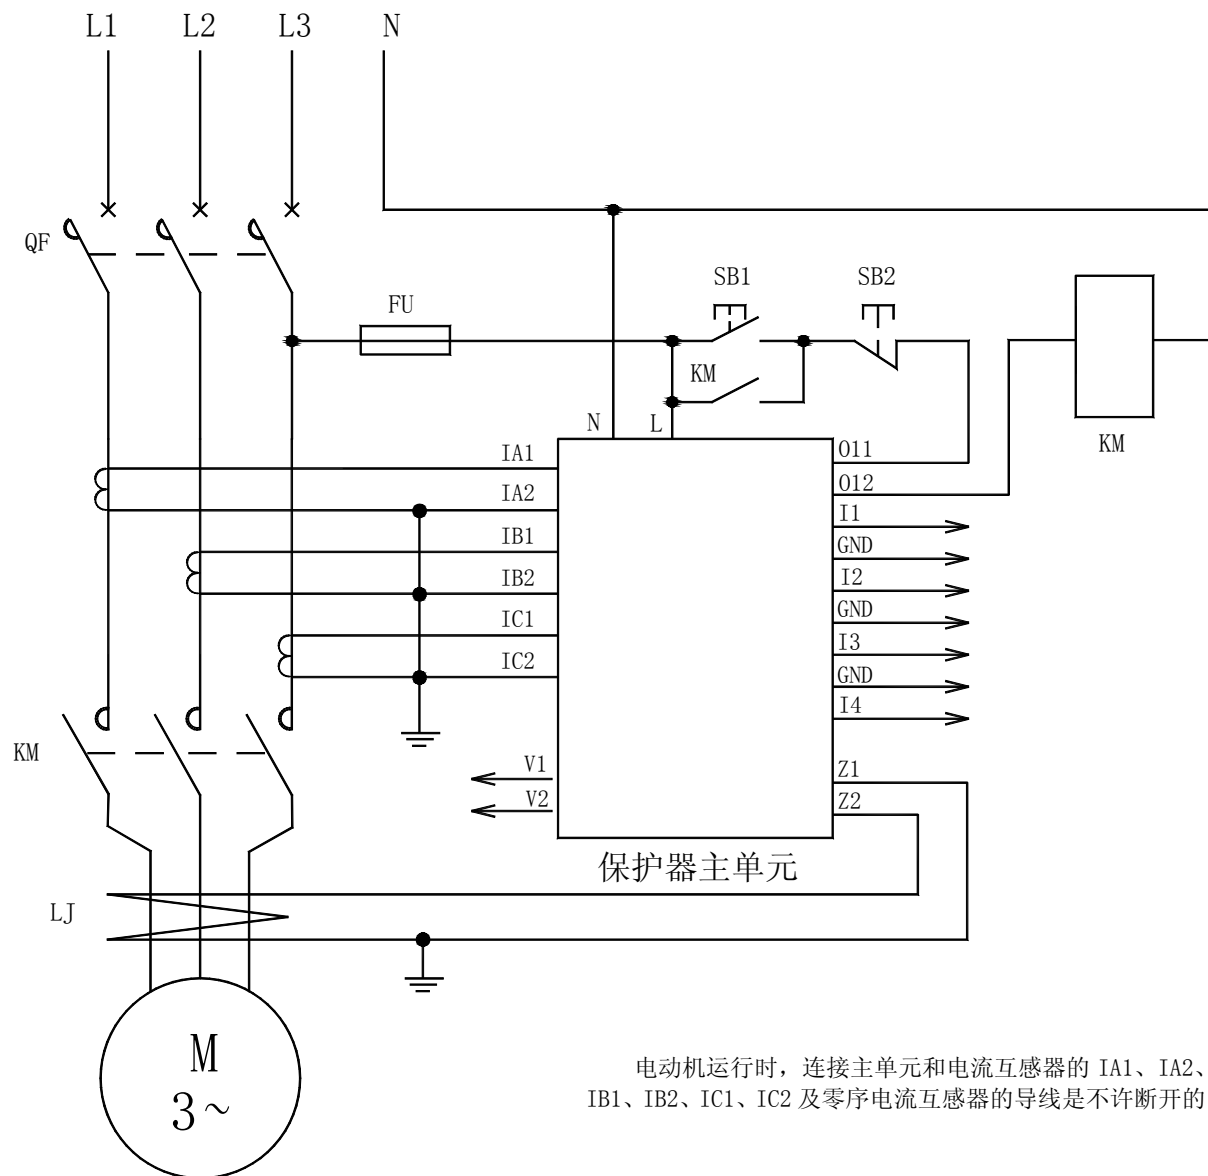 L1 L2 L3 N
QF
FU
SB1 SB2
KM
KM
N L
IA1
IA2
IB1
IB2
IC1
IC2
O11
O12
I1
GND
I2
GND
I3
GND
I4
Z1
Z2
KM
V1
V2
保护器主单元
LJ
M
3~
电动机运行时，连接主单元和电流互感器的 IA1、IA2、
IB1、IB2、IC1、IC2 及零序电流互感器的导线是不许断开的